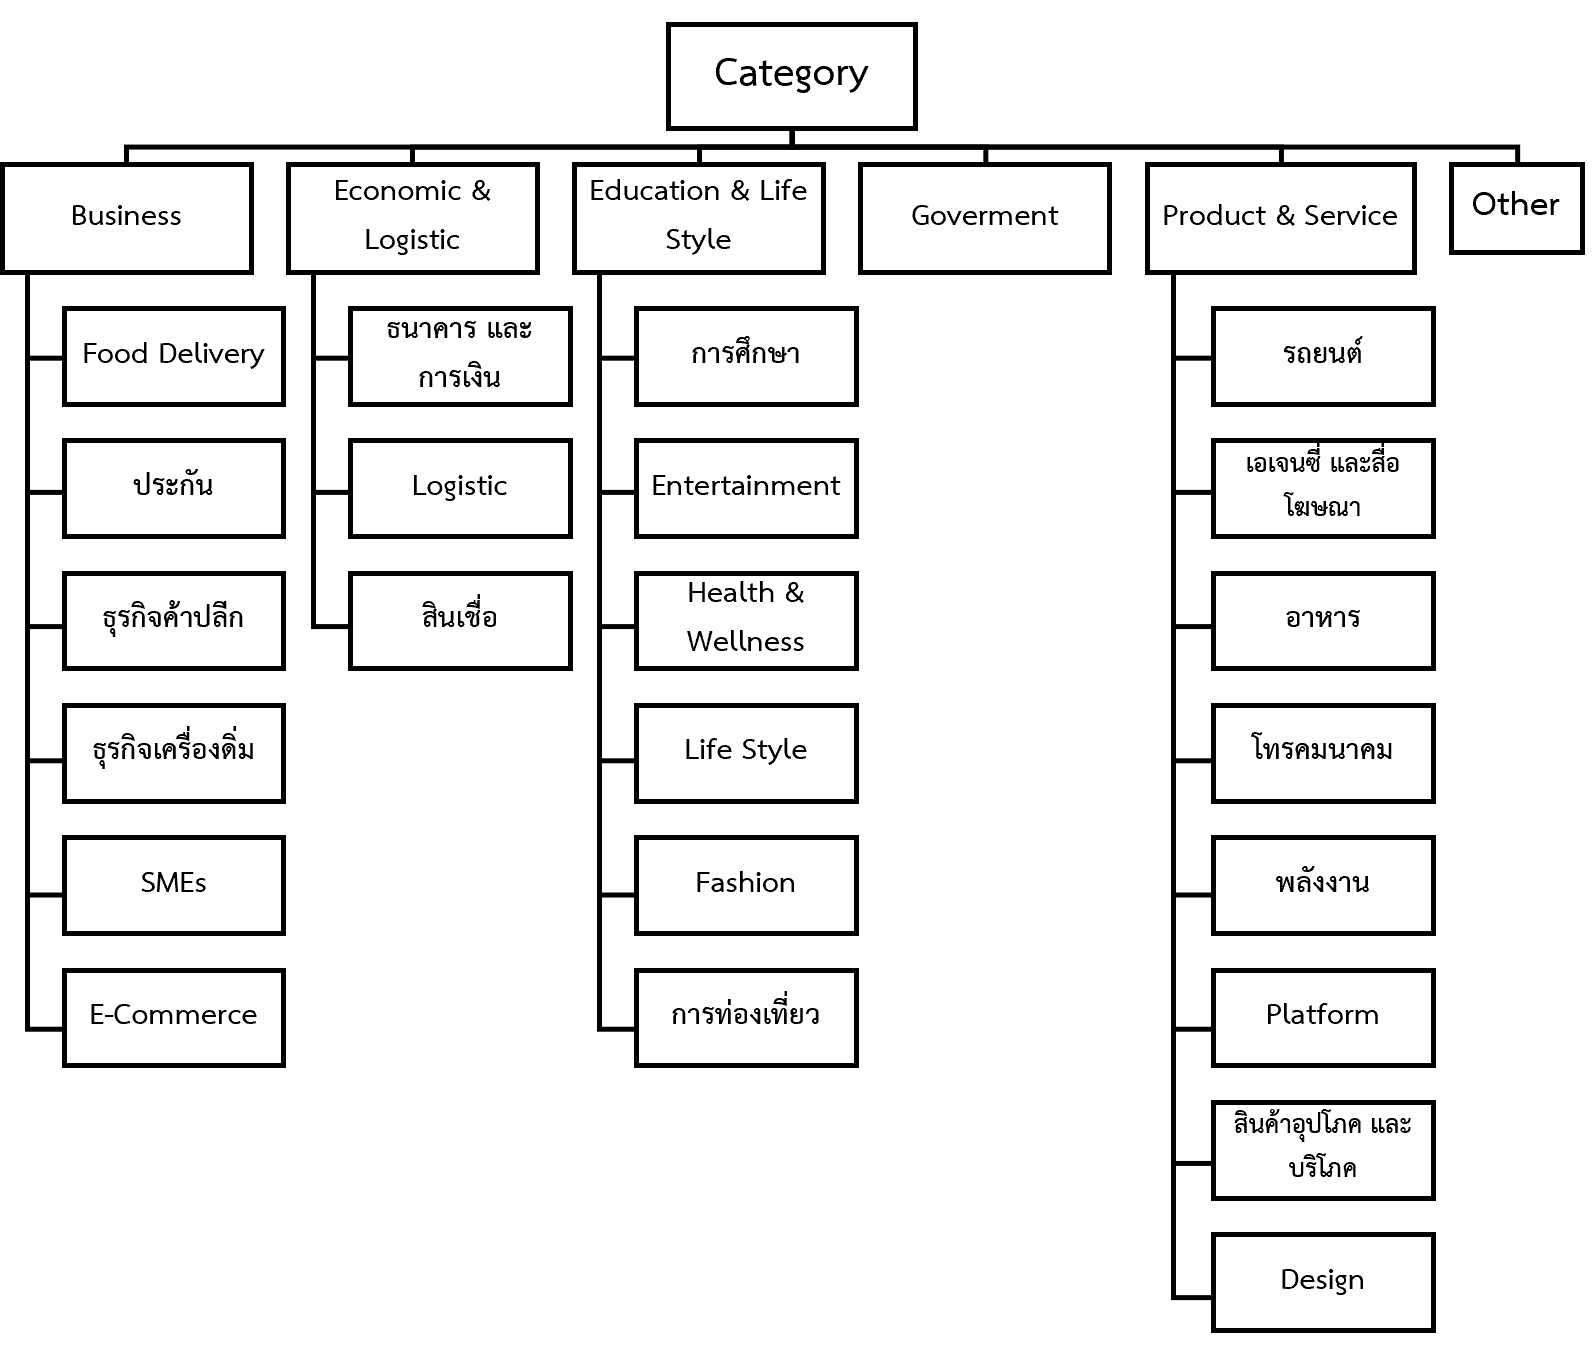 Category
Business
Economic &
Logistic
Education & Life
Style
Goverment
Product & Service
Other
Food Delivery
ประกัน
ธุรกิจค้าปลีก
ธุรกิจเครื่องดิ่ม
SMEs
E-Commerce
ธนาคาร และ
การเงิน
Logistic
สินเชื่อ
การศึกษา
Entertainment
Health &
Wellness
Life Style
Fashion
การท่องเที่ยว
รถยนต์
เอเจนซี่ และสื่อ
โฆษณา
อาหาร
โทรคมนาคม
พลังงาน
Platform
สินค้าอุปโภค และ
บริโภค
Design